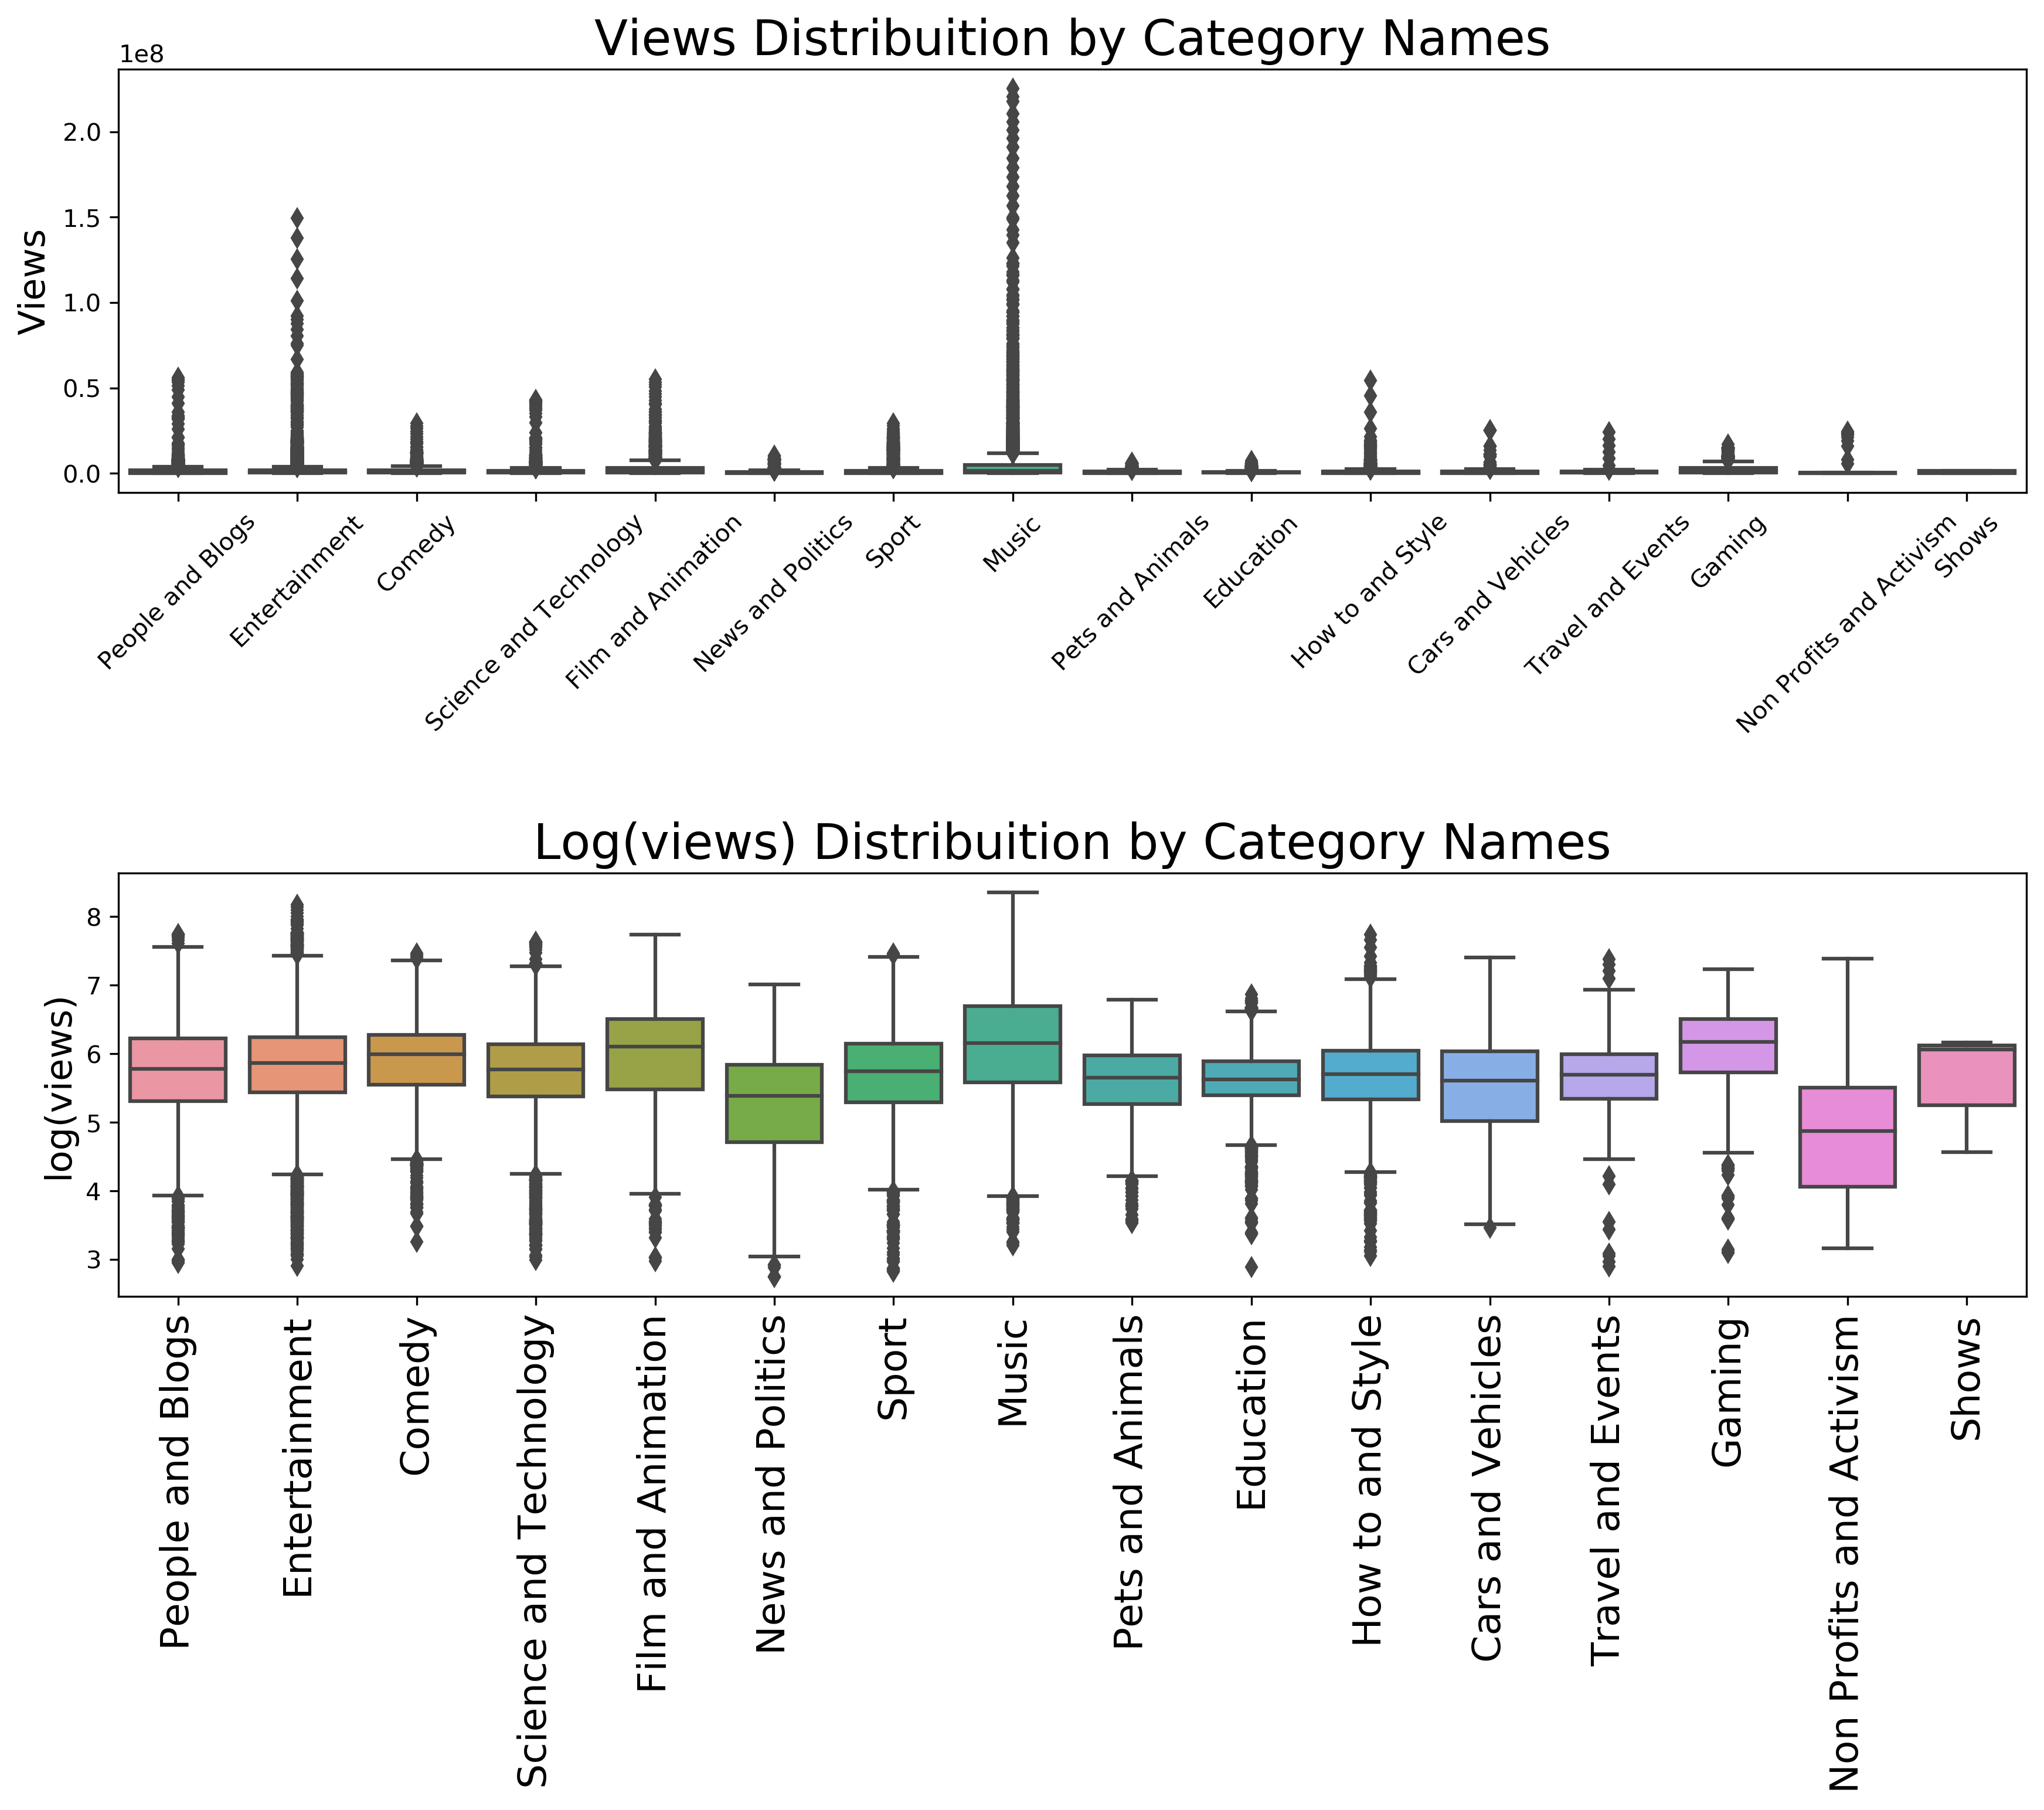 Views Distribuition by Category Names
1e8
2.0
1.5
1.0
0.5
0.0
Views
People and Blogs
Entertainment
Comedy
Science and Technology
Film and Animation
News and Politics
Sport
Music
Pets and Animals
Education
How to and Style
Cars and Vehicles
Travel and Events
Gaming
Non Profits and Activism
Shows
Log(views) Distribuition by Category Names
8
7
6
5
4
3
log(views)
People and Blogs
Entertainment
Comedy
Science and Technology
Film and Animation
News and Politics
Sport
Music
Pets and Animals
Education
How to and Style
Cars and Vehicles
Travel and Events
Gaming
Non Profits and Activism
Shows